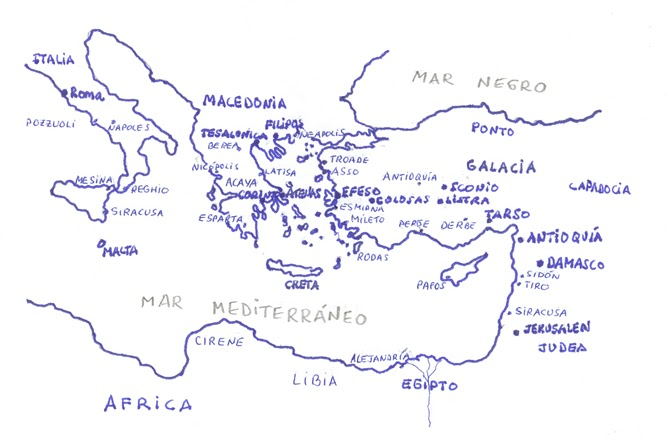 ITALIA
ROMA
POZZUOLI
NAPOLES
MESINA
REGHIO
SIRACUSA
MALTA
MACEDONIA
TESALONICA
FILIPOS
NEAPOLIS
BEREA
NICÓPOLIS
LATISA
ACAYA
CORINTO
ATENAS
ESPARTA
CRETA
MAR NEGRO
PONTO
TROADE
ASSO
GALACIA
ANTIOQUIA
CAPADOCIA
EFESO
ICONIO
COLOSAS
LISTRA
ESMIRNA
MILETO
PERGE
DERBE
TARSO
RODAS
ANTIOQUÍA
DAMASCO
PAFOS
SIDÓN
TIRO
SIRACUSA
JERUSALEN
JUDEA
MAR MEDITERRÁNEO
CIRENE
ALEJANDRÍA
LIBIA
EGIPTO
AFRICA